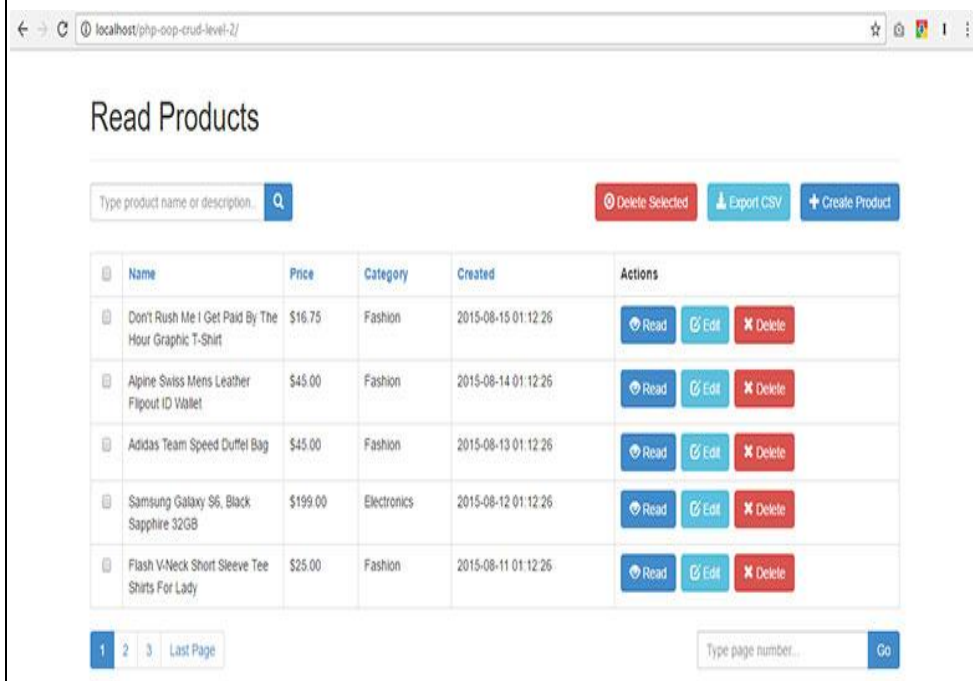 localhost/php-oop-crud-level-2/
Read Products
Type product name or description..
Delete Selected
Export CSV
Create Product
Name Price Category Created Actions
Don't Rush Me I Get Paid By The $16.75 Fashion 2015-08-15 01:12:26 Read Edit Delete
Hour Graphic T-Shirt
Alpine Swiss Mens Leather $45.00 Fashion 2015-08-14 01:12:26 Read Edit Delete
Flipout ID Wallet
Adidas Team Speed Duffel Bag $45.00 Fashion 2015-08-13 01:12:26 Read Edit Delete
Samsung Galaxy S6, Black $199.00 Electronics 2015-08-12 01:12:26 Read Edit Delete
Sapphire 32GB
Flash V-Neck Short Sleeve Tee $25.00 Fashion 2015-08-11 01:12:26 Read Edit Delete
Shirts For Lady
1 2 3 Last Page
Type page number...
Go